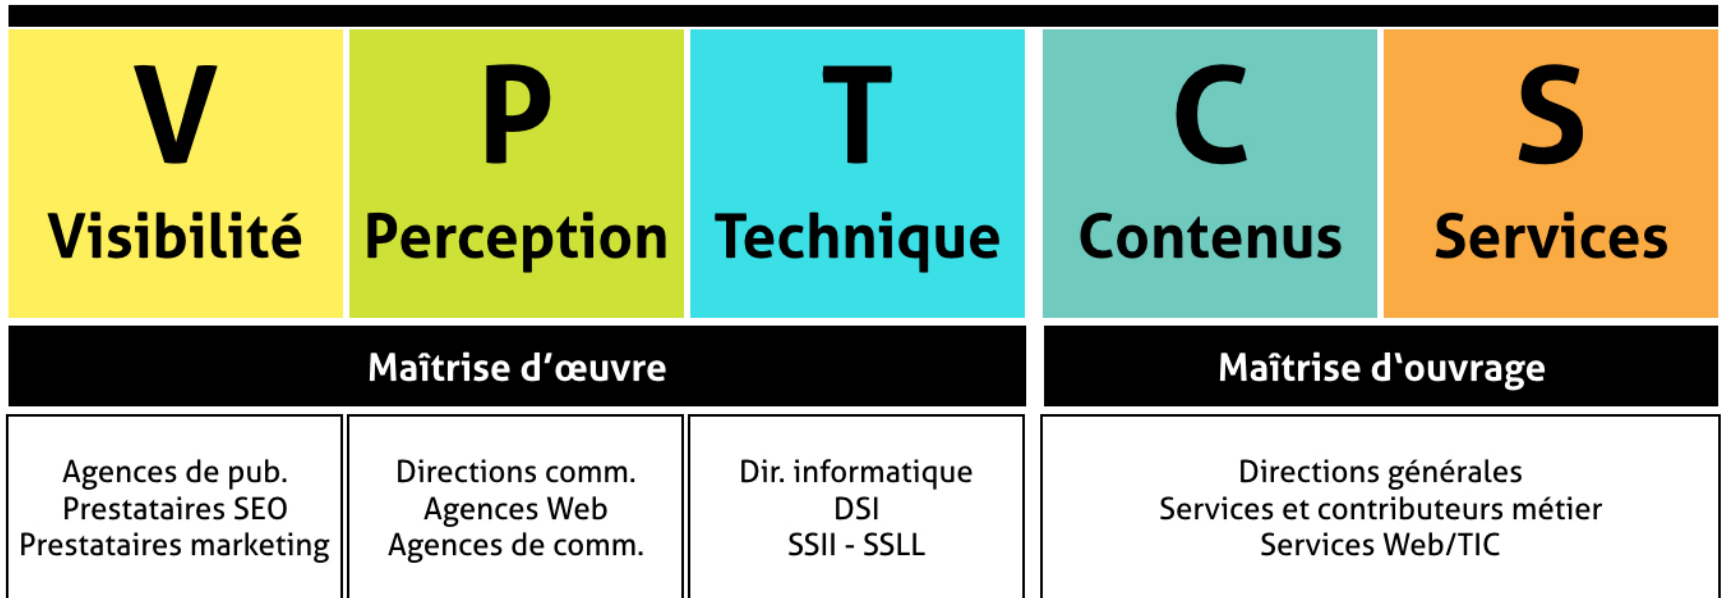 V
Visibilité
P
Perception
T
Technique
C
Contenus
S
Services
Maîtrise d’œuvre
Maîtrise d‘ouvrage
Agences de pub.
Prestataires SEO
Prestataires marketing
Directions comm.
Agences Web
Agences de comm.
Dir. informatique
DSI
SSII - SSLL
Directions générales
Services et contributeurs métier
Services Web/TIC